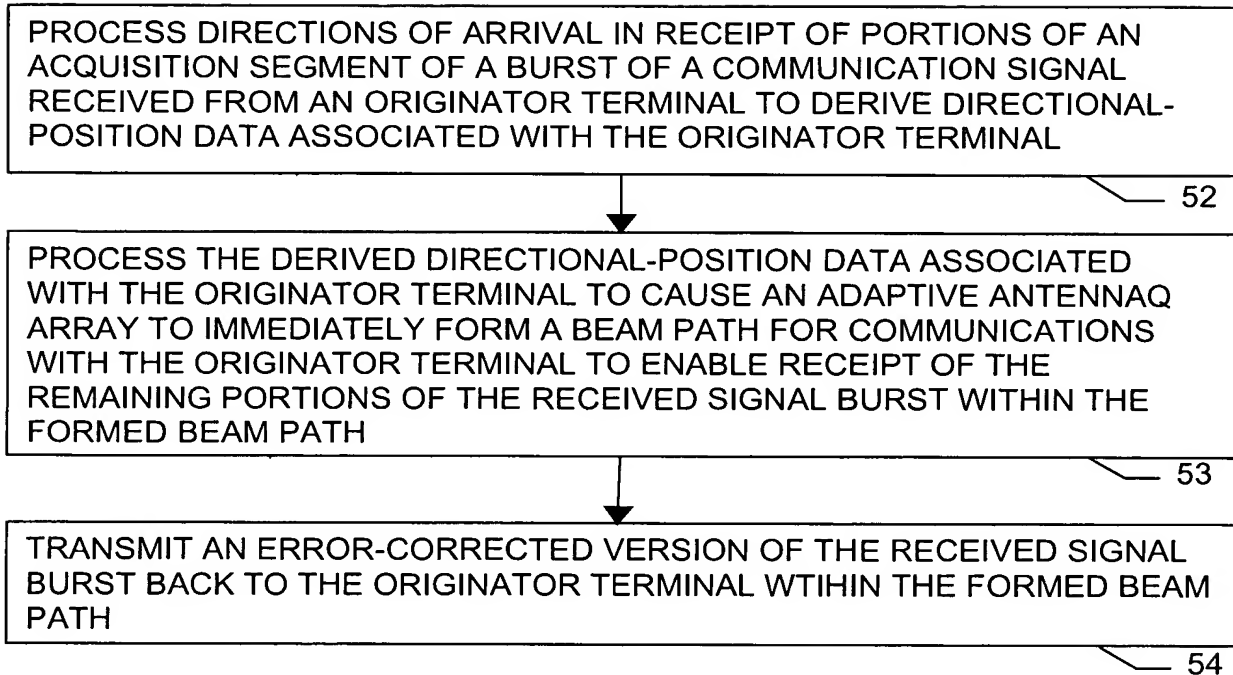 PROCESS DIRECTIONS OF ARRIVAL IN RECEIPT OF PORTIONS OF AN
ACQUISITION SEGMENT OF A BURST OF A COMMUNICATION SIGNAL
RECEIVED FROM AN ORIGINATOR TERMINAL TO DERIVE DIRECTIONAL-
POSITION DATA ASSOCIATED WITH THE ORIGINATOR TERMINAL
52
PROCESS THE DERIVED DIRECTIONAL-POSITION DATA ASSOCIATED
WITH THE ORIGINATOR TERMINAL TO CAUSE AN ADAPTIVE ANTENNAQ
ARRAY TO IMMEDIATELY FORM A BEAM PATH FOR COMMUNICATIONS
WITH THE ORIGINATOR TERMINAL TO ENABLE RECEIPT OF THE
REMAINING PORTIONS OF THE RECEIVED SIGNAL BURST WITHIN THE
FORMED BEAM PATH
53
TRANSMIT AN ERROR-CORRECTED VERSION OF THE RECEIVED SIGNAL
BURST BACK TO THE ORIGINATOR TERMINAL WTIHIN THE FORMED BEAM
PATH
54